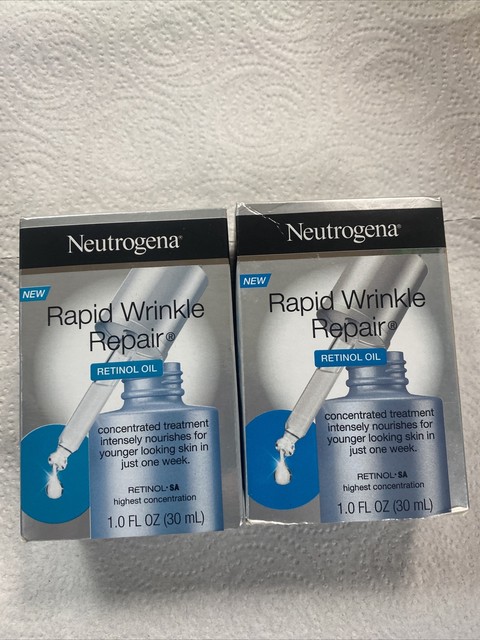 Neutrogena®
NEW
Rapid Wrinkle
Repair®
RETINOL OIL
concentrated treatment
intensely nourishes for
younger looking skin in
just one week.
RETINOL•SA
highest concentration
1.0 FL OZ (30 mL)
Neutrogena®
NEW
Rapid Wrinkle
Repair®
RETINOL OIL
concentrated treatment
intensely nourishes for
younger looking skin in
just one week.
RETINOL•SA
highest concentration
1.0 FL OZ (30 mL)